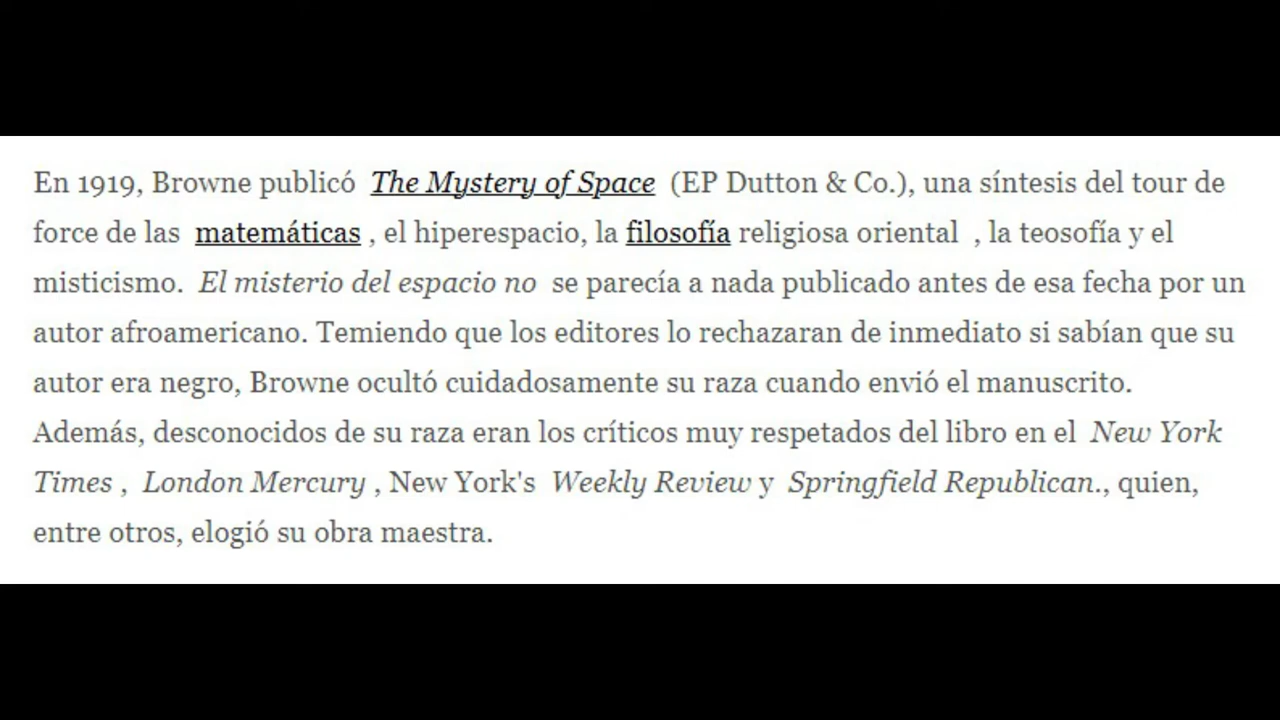 En 1919, Browne publicó The Mystery of Space (EP Dutton & Co.), una síntesis del tour de
force de las matemáticas , el hiperespacio, la filosofía religiosa oriental , la teosofía y el
misticismo. El misterio del espacio no se parecía a nada publicado antes de esa fecha por un
autor afroamericano. Temiendo que los editores lo rechazaran de inmediato si sabían que su
autor era negro, Browne ocultó cuidadosamente su raza cuando envió el manuscrito.
Además, desconocidos de su raza eran los críticos muy respetados del libro en el New York
Times , London Mercury , New York's Weekly Review y Springfield Republican., quien,
entre otros, elogió su obra maestra.